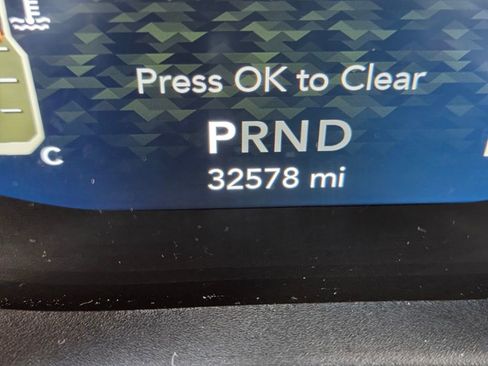 Press OK to Clear
PRND
C
32578 mi